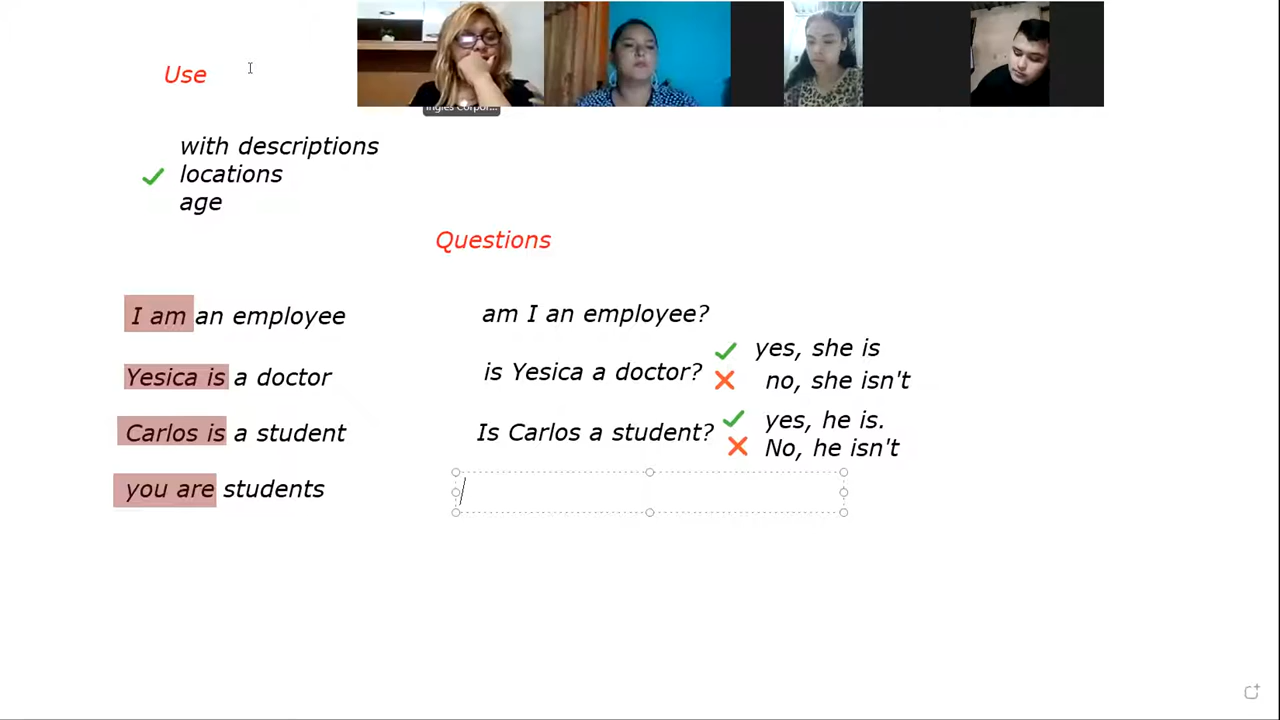 Use
with descriptions
locations
age
Questions
I am an employee
am I an employee?
yes, she is
Yesica is a doctor
is Yesica a doctor?
no, she isn't
yes, he is.
Carlos is a student
Is Carlos a student?
No, he isn't
you are students